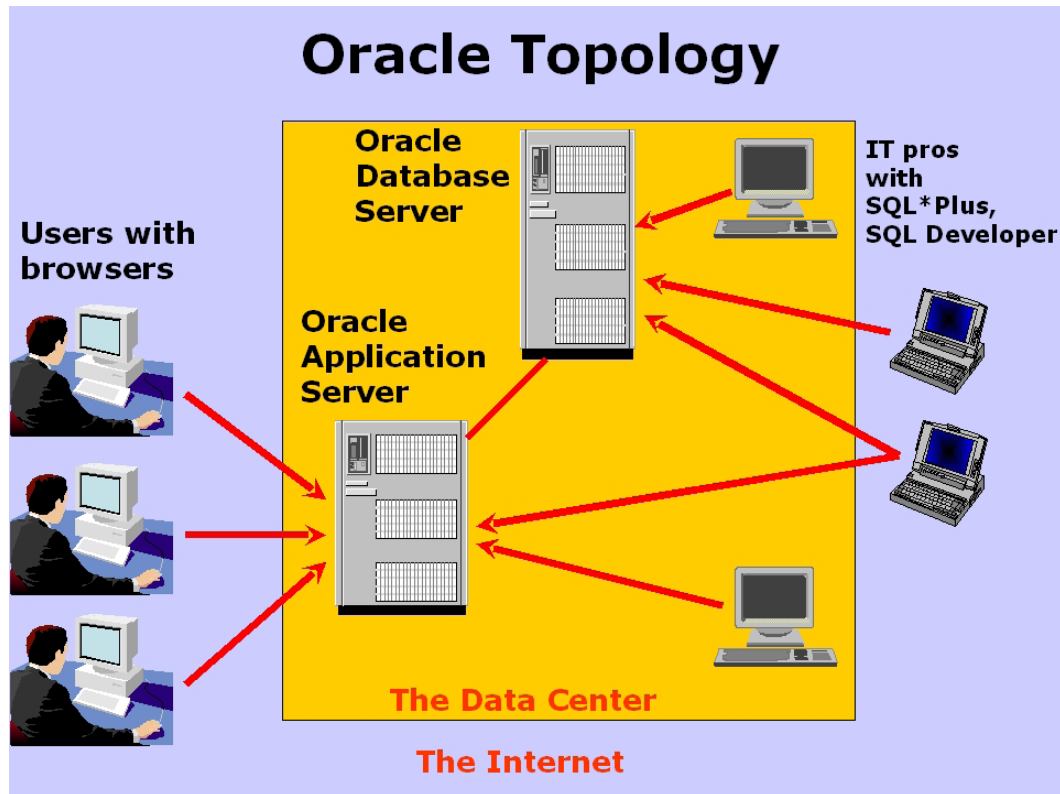 Oracle Topology
Oracle
Database
Server
IT pros
with
SQL*Plus,
SQL Developer
Users with
browsers
Oracle
Application
Server
The Data Center
The Internet